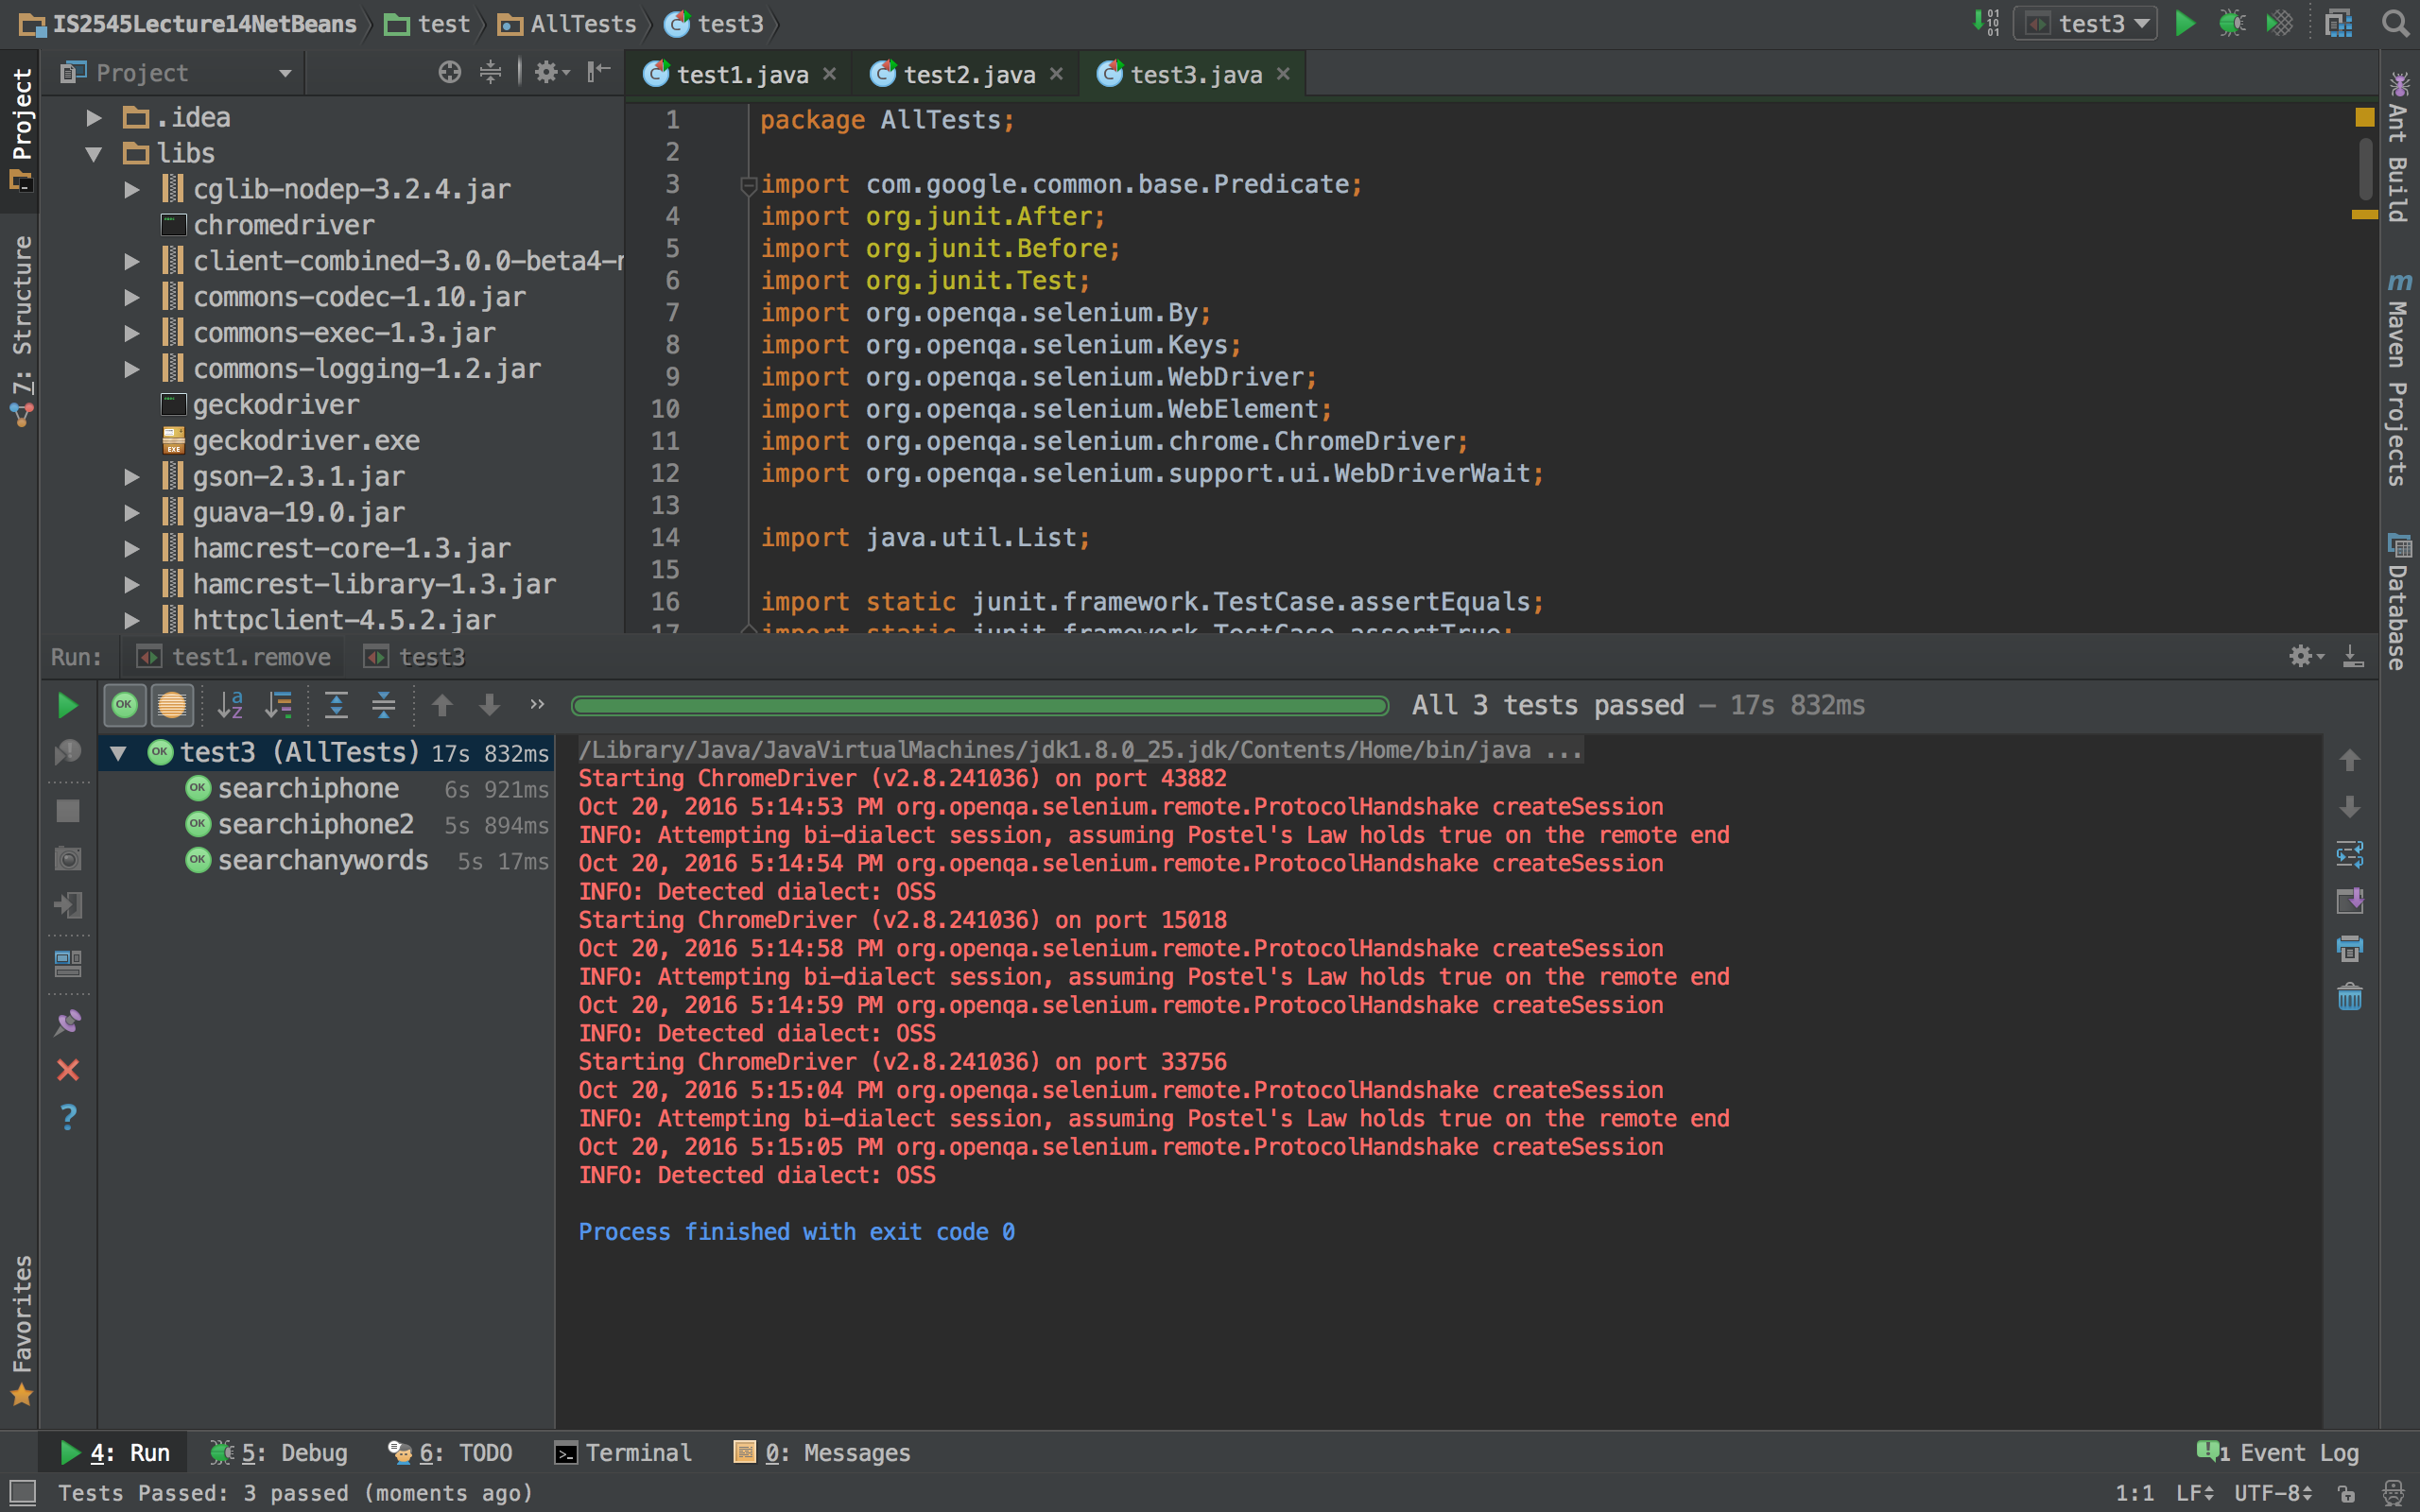 IS2545Lecture14NetBeans test AllTests test3
test3
Project
test1.java test2.java test3.java
Project
7: Structure
Favorites
.idea
libs
cglib-nodep-3.2.4.jar
chromedriver
client-combined-3.0.0-beta4-
commons-codec-1.10.jar
commons-exec-1.3.jar
commons-logging-1.2.jar
geckodriver
geckodriver.exe
gson-2.3.1.jar
guava-19.0.jar
hamcrest-core-1.3.jar
hamcrest-library-1.3.jar
httpclient-4.5.2.jar
1 package AllTests;
2
3 import com.google.common.base.Predicate;
4 import org.junit.After;
5 import org.junit.Before;
6 import org.junit.Test;
7 import org.openqa.selenium.By;
8 import org.openqa.selenium.Keys;
9 import org.openqa.selenium.WebDriver;
10 import org.openqa.selenium.WebElement;
11 import org.openqa.selenium.chrome.ChromeDriver;
12 import org.openqa.selenium.support.ui.WebDriverWait;
13
14 import java.util.List;
15
16 import static junit.framework.TestCase.assertEquals;
17 import static junit.framework.TestCase.assertTrue;
Ant Build
Maven Projects
Database
Run: test1.remove test3
All 3 tests passed – 17s 832ms
test3 (AllTests) 17s 832ms
searchiphone 6s 921ms
searchiphone2 5s 894ms
searchanywords 5s 17ms
/Library/Java/JavaVirtualMachines/jdk1.8.0_25.jdk/Contents/Home/bin/java ...
Starting ChromeDriver (v2.8.241036) on port 43882
Oct 20, 2016 5:14:53 PM org.openqa.selenium.remote.ProtocolHandshake createSession
INFO: Attempting bi-dialect session, assuming Postel's Law holds true on the remote end
Oct 20, 2016 5:14:54 PM org.openqa.selenium.remote.ProtocolHandshake createSession
INFO: Detected dialect: OSS
Starting ChromeDriver (v2.8.241036) on port 15018
Oct 20, 2016 5:14:58 PM org.openqa.selenium.remote.ProtocolHandshake createSession
INFO: Attempting bi-dialect session, assuming Postel's Law holds true on the remote end
Oct 20, 2016 5:14:59 PM org.openqa.selenium.remote.ProtocolHandshake createSession
INFO: Detected dialect: OSS
Starting ChromeDriver (v2.8.241036) on port 33756
Oct 20, 2016 5:15:04 PM org.openqa.selenium.remote.ProtocolHandshake createSession
INFO: Attempting bi-dialect session, assuming Postel's Law holds true on the remote end
Oct 20, 2016 5:15:05 PM org.openqa.selenium.remote.ProtocolHandshake createSession
INFO: Detected dialect: OSS
Process finished with exit code 0
4: Run 5: Debug 6: TODO Terminal 0: Messages 1 Event Log
Tests Passed: 3 passed (moments ago) 1:1 LF UTF-8